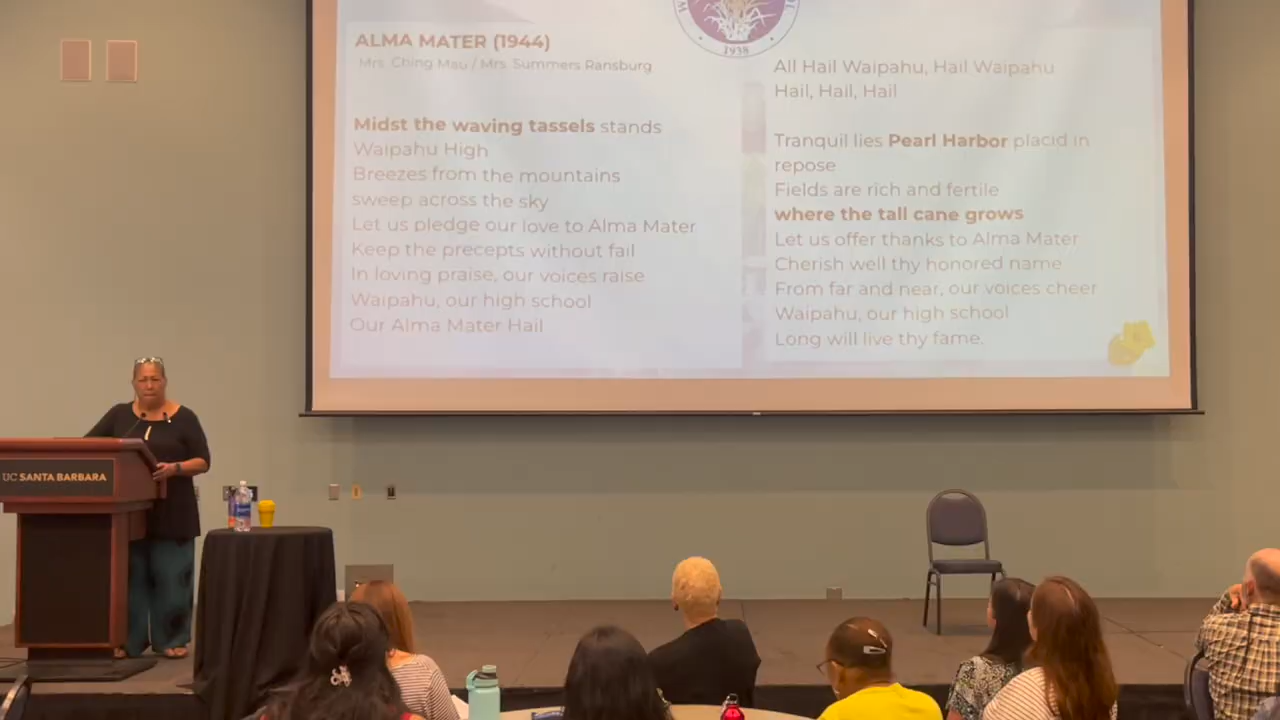 ALMA MATER (1944)
Mrs. Ching Mau / Mrs. Summers Ransburg
Midst the waving tassels stands
Waipahu High
Breezes from the mountains
sweep across the sky
Let us pledge our love to Alma Mater
Keep the precepts without fail
In loving praise, our voices raise
Waipahu, our high school
Our Alma Mater Hail
1938
All Hail Waipahu, Hail Waipahu
Hail, Hail, Hail
Tranquil lies Pearl Harbor placid in
repose
Fields are rich and fertile
where the tall cane grows
Let us offer thanks to Alma Mater
Cherish well thy honored name
From far and near, our voices cheer
Waipahu, our high school
Long will live thy fame.
UC SANTA BARBARA